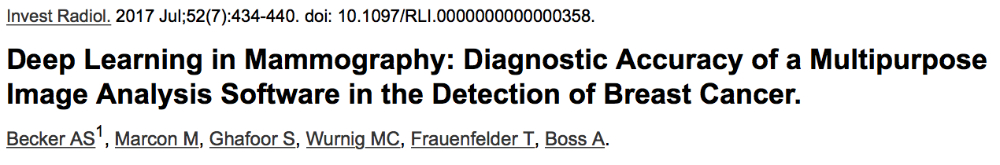 Invest Radiol. 2017 Jul;52(7):434-440. doi: 10.1097/RLI.0000000000000358.
Deep Learning in Mammography: Diagnostic Accuracy of a Multipurpose
Image Analysis Software in the Detection of Breast Cancer.
Becker AS1, Marcon M, Ghafoor S, Wurnig MC, Frauenfelder T, Boss A.